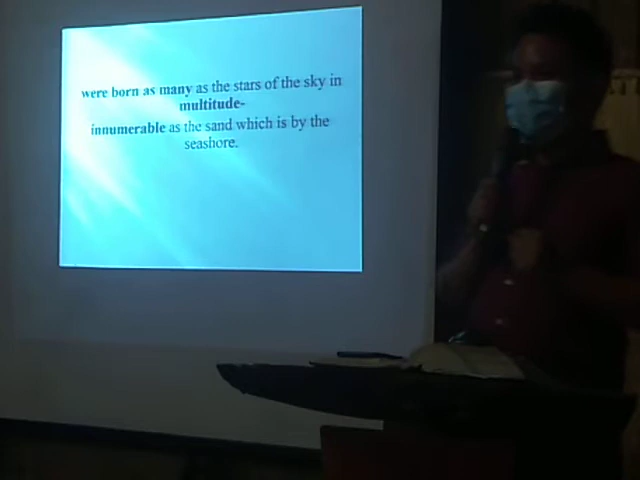 were born as many as the stars of the sky in
multitude-
innumerable as the sand which is by the
seashore.